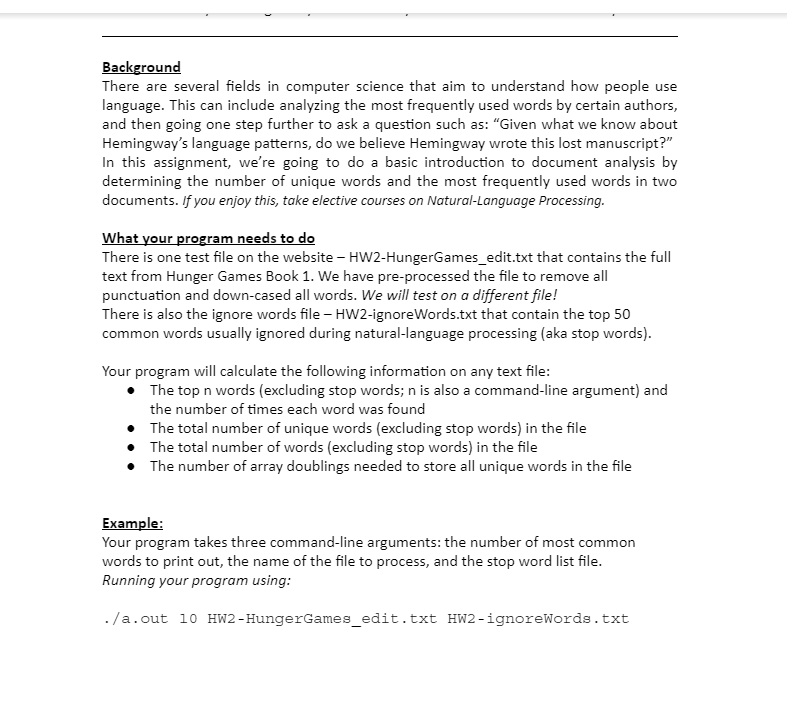 Background
There are several fields in computer science that aim to understand how people use
language. This can include analyzing the most frequently used words by certain authors,
and then going one step further to ask a question such as: “Given what we know about
Hemingway’s language patterns, do we believe Hemingway wrote this lost manuscript?”
In this assignment, we’re going to do a basic introduction to document analysis by
determining the number of unique words and the most frequently used words in two
documents. If you enjoy this, take elective courses on Natural-Language Processing.
What your program needs to do
There is one test file on the website – HW2-HungerGames_edit.txt that contains the full
text from Hunger Games Book 1. We have pre-processed the file to remove all
punctuation and down-cased all words. We will test on a different file!
There is also the ignore words file – HW2-ignoreWords.txt that contain the top 50
common words usually ignored during natural-language processing (aka stop words).
Your program will calculate the following information on any text file:
● The top n words (excluding stop words; n is also a command-line argument) and
the number of times each word was found
● The total number of unique words (excluding stop words) in the file
● The total number of words (excluding stop words) in the file
● The number of array doublings needed to store all unique words in the file
Example:
Your program takes three command-line arguments: the number of most common
words to print out, the name of the file to process, and the stop word list file.
Running your program using:
./a.out 10 HW2-HungerGames_edit.txt HW2-ignoreWords.txt